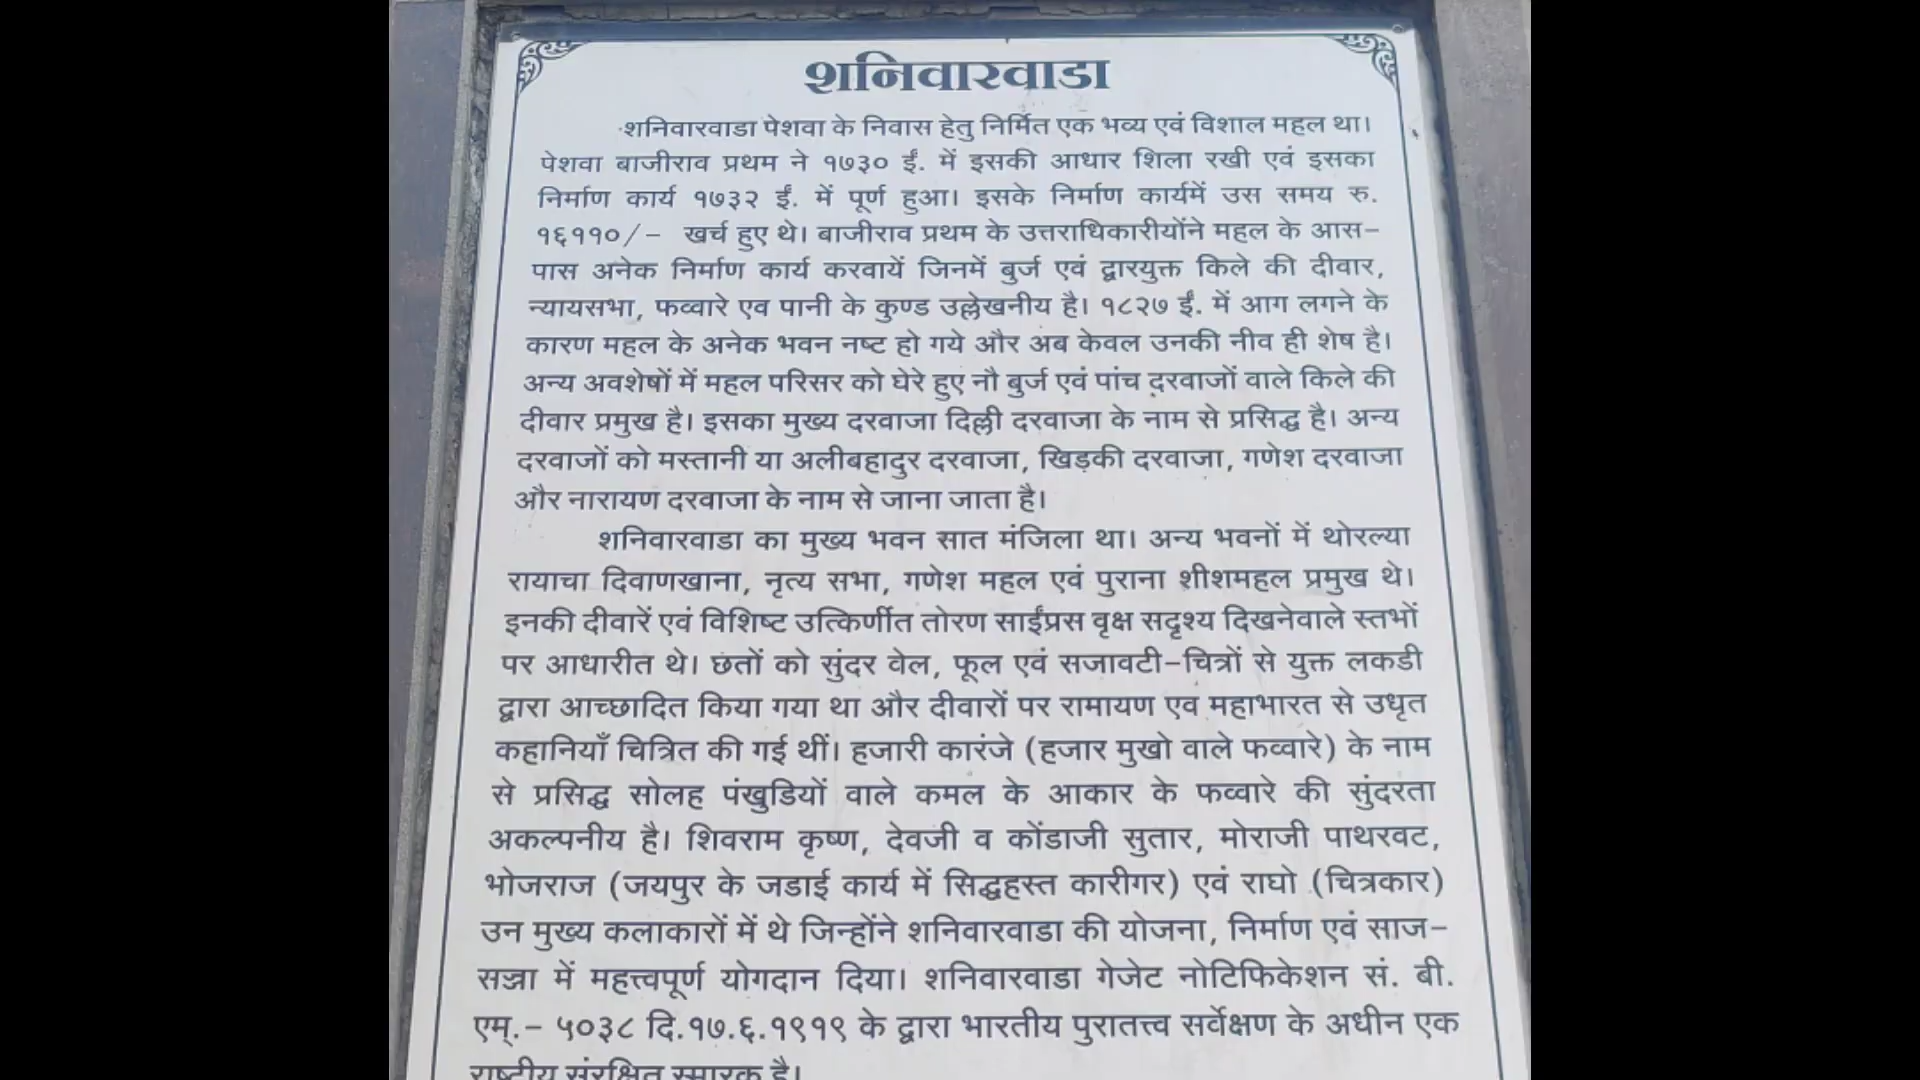 शनिवारवाडा
शनिवारवाडा पेशवा के निवास हेतु निर्मित एक भव्य एवं विशाल महल था।
पेशवा बाजीराव प्रथम ने १७३० ईं. में इसकी आधार शिला रखी एवं इसका
निर्माण कार्य १७३२ ईं. में पूर्ण हुआ। इसके निर्माण कार्यमें उस समय रु.
१६११०/- खर्च हुए थे। बाजीराव प्रथम के उत्तराधिकारीयोंने महल के आस-
पास अनेक निर्माण कार्य करवायें जिनमें बुर्ज एवं द्वारयुक्त किले की दीवार,
न्यायसभा, फव्वारे एव पानी के कुण्ड उल्लेखनीय है। १८२७ ईं. में आग लगने के
कारण महल के अनेक भवन नष्ट हो गये और अब केवल उनकी नीव ही शेष है।
अन्य अवशेषों में महल परिसर को घेरे हुए नौ बुर्ज एवं पांच दरवाजों वाले किले की
दीवार प्रमुख है। इसका मुख्य दरवाजा दिल्ली दरवाजा के नाम से प्रसिद्ध है। अन्य
दरवाजों को मस्तानी या अलीबहादुर दरवाजा, खिड़की दरवाजा, गणेश दरवाजा
और नारायण दरवाजा के नाम से जाना जाता है।
शनिवारवाडा का मुख्य भवन सात मंजिला था। अन्य भवनों में थोरल्या
रायाचा दिवाणखाना, नृत्य सभा, गणेश महल एवं पुराना शीशमहल प्रमुख थे।
इनकी दीवारें एवं विशिष्ट उत्किर्णीत तोरण साईंप्रस वृक्ष सदृश्य दिखनेवाले स्तभों
पर आधारीत थे। छतों को सुंदर वेल, फूल एवं सजावटी-चित्रों से युक्त लकडी
द्वारा आच्छादित किया गया था और दीवारों पर रामायण एव महाभारत से उधृत
कहानियाँ चित्रित की गई थीं। हजारी कारंजे (हजार मुखो वाले फव्वारे) के नाम
से प्रसिद्ध सोलह पंखुडियों वाले कमल के आकार के फव्वारे की सुंदरता
अकल्पनीय है। शिवराम कृष्ण, देवजी व कोंडाजी सुतार, मोराजी पाथरवट,
भोजराज (जयपुर के जडाई कार्य में सिद्धहस्त कारीगर) एवं राघो (चित्रकार)
उन मुख्य कलाकारों में थे जिन्होंने शनिवारवाडा की योजना, निर्माण एवं साज-
सज्जा में महत्त्वपूर्ण योगदान दिया। शनिवारवाडा गेजेट नोटिफिकेशन सं. बी.
एम्.- ५०३८ दि.१७.६.१९१९ के द्वारा भारतीय पुरातत्त्व सर्वेक्षण के अधीन एक
राष्ट्रीय संरक्षित स्मारक है।